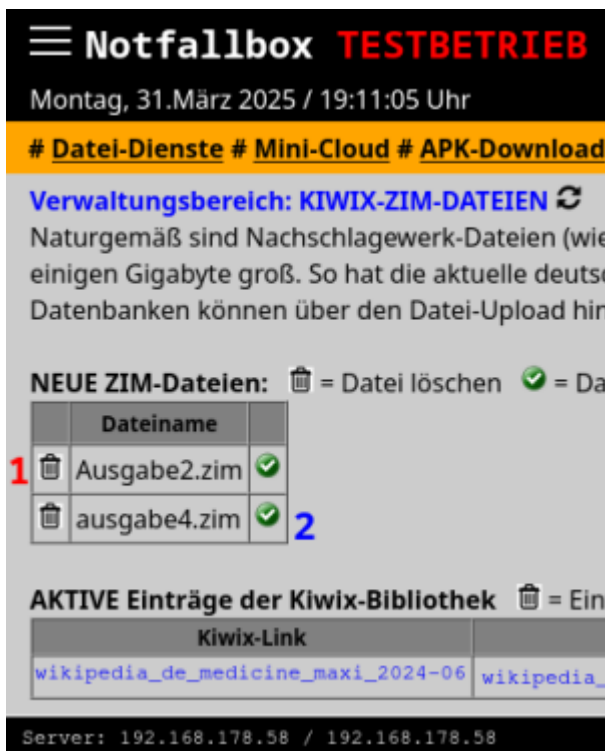 Notfallbox TESTBETRIEB
Montag, 31.März 2025 / 19:11:05 Uhr
# Datei-Dienste # Mini-Cloud # APK-Download
Verwaltungsbereich: KIWIX-ZIM-DATEIEN
Naturgemäß sind Nachschlagewerk-Dateien (wie
einigen Gigabyte groß. So hat die aktuelle deutsc
Datenbanken können über den Datei-Upload hin
NEUE ZIM-Dateien: = Datei löschen = Da
Dateiname
1 Ausgabe2.zim
ausgabe4.zim 2
AKTIVE Einträge der Kiwix-Bibliothek = Ein
Kiwix-Link
wikipedia_de_medicine_maxi_2024-06 wikipedia_
Server: 192.168.178.58 / 192.168.178.58